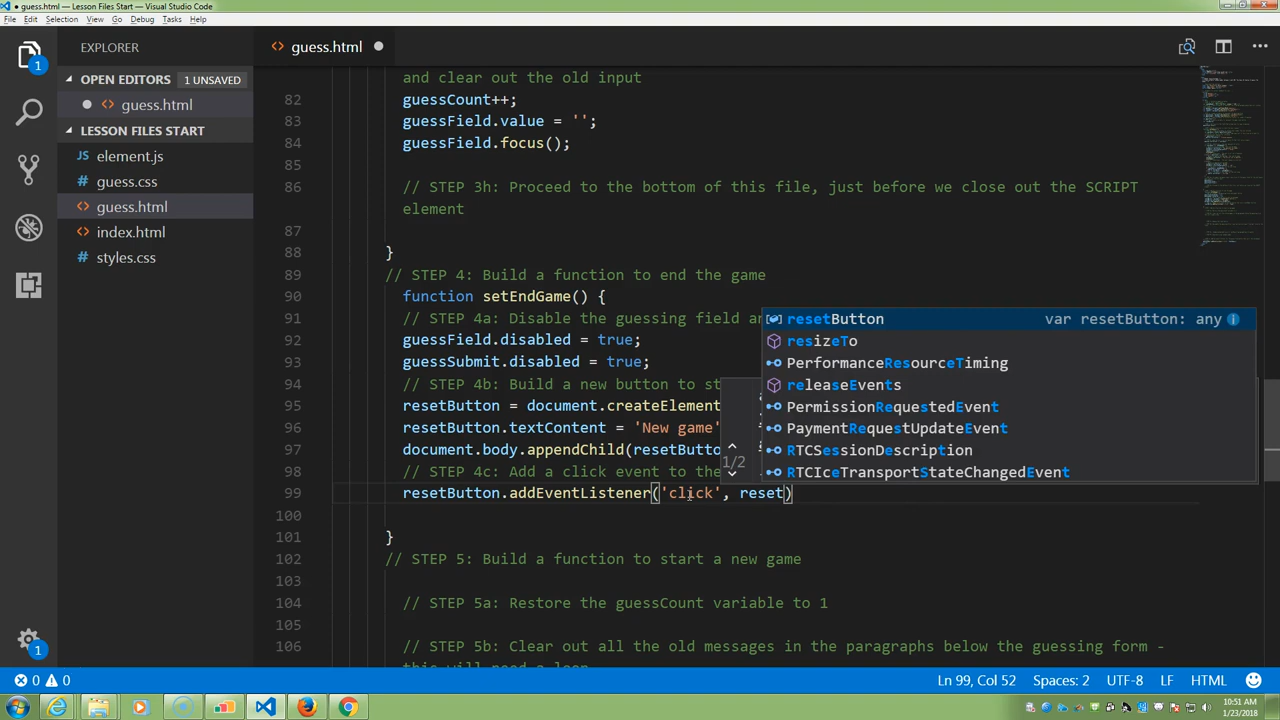 guess.html — Lesson Files Start — Visual Studio Code
File Edit Selection View Go Debug Tasks Help
EXPLORER
OPEN EDITORS 1 UNSAVED
guess.html
LESSON FILES START
JS element.js
guess.css
guess.html
index.html
styles.css
1
1
guess.html
and clear out the old input
82 guessCount++;
83 guessField.value = '';
84 guessField.focus();
85
86 // STEP 3h: Proceed to the bottom of this file, just before we close out the SCRIPT
element
87
88 }
89 // STEP 4: Build a function to end the game
90 function setEndGame() {
91 // STEP 4a: Disable the guessing field an
92 guessField.disabled = true;
93 guessSubmit.disabled = true;
94 // STEP 4b: Build a new button to st
95 resetButton = document.createElement
96 resetButton.textContent = 'New game'
97 document.body.appendChild(resetButto
98 // STEP 4c: Add a click event to the
99 resetButton.addEventListener('click', reset)
100
101 }
102 // STEP 5: Build a function to start a new game
103
104 // STEP 5a: Restore the guessCount variable to 1
105
106 // STEP 5b: Clear out all the old messages in the paragraphs below the guessing form -
this will need a loop
resetButton var resetButton: any
resizeTo
PerformanceResourceTiming
releaseEvents
PermissionRequestedEvent
PaymentRequestUpdateEvent
RTCSessionDescription
RTCIceTransportStateChangedEvent
1/2
0 0
Ln 99, Col 52 Spaces: 2 UTF-8 LF HTML
10:51 AM
1/23/2018